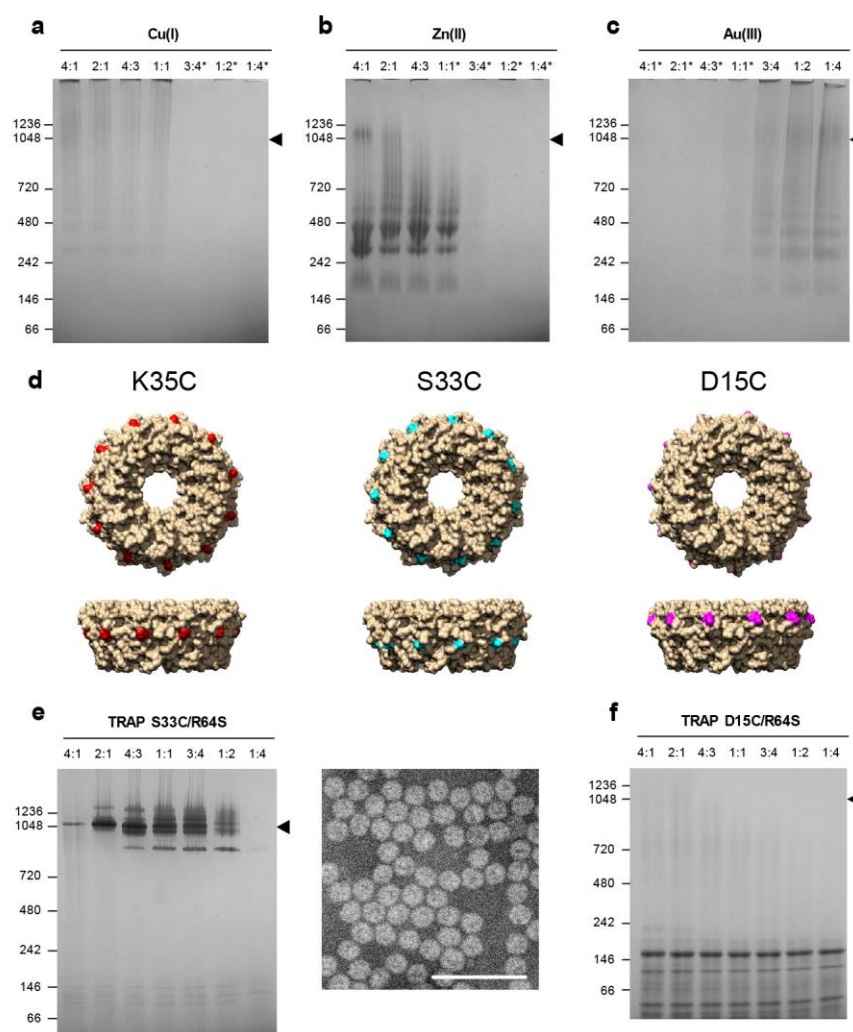 a b c
Cu(I) Zn(II) Au(III)
4:1 2:1 4:3 1:1 3:4* 1:2* 1:4* 4:1 2:1 4:3 1:1* 3:4* 1:2* 1:4* 4:1* 2:1* 4:3* 1:1* 3:4 1:2 1:4
1236 1236 1236
1048 1048 1048
720 720 720
480 480 480
242 242 242
146 146 146
66 66 66
d K35C S33C D15C
e f
TRAP S33C/R64S TRAP D15C/R64S
4:1 2:1 4:3 1:1 3:4 1:2 1:4 4:1 2:1 4:3 1:1 3:4 1:2 1:4
1236 1236
1048 1048
720 720
480 480
242 242
146 146
66 66